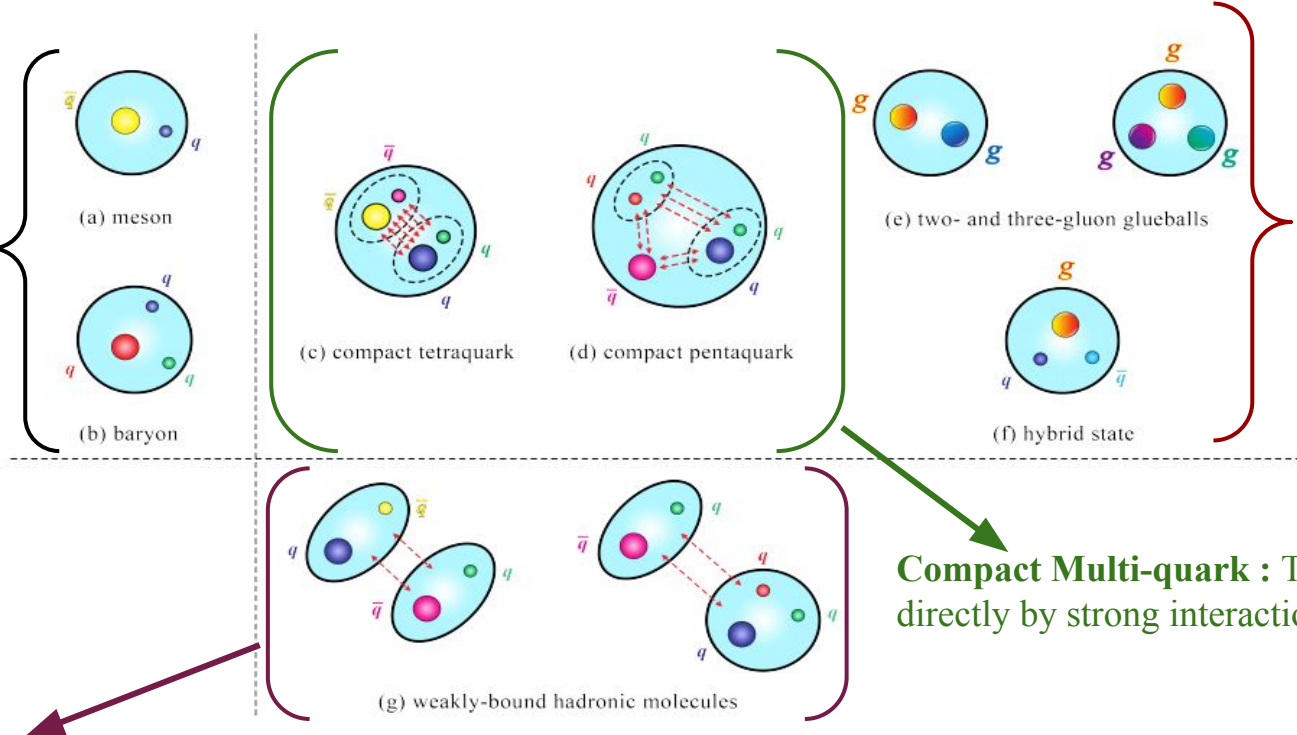 q̅
q
(a) meson
q
q
q
(b) baryon
q̅
q̅
q
q
(c) compact tetraquark
q
q
q
q̅
q
(d) compact pentaquark
g
g
g
g
g
(e) two- and three-gluon glueballs
g
q
q̅
(f) hybrid state
q̅
q
q
q̅
q
q̅
q
q
q
(g) weakly-bound hadronic molecules
Compact Multi-quark : T
directly by strong interactio